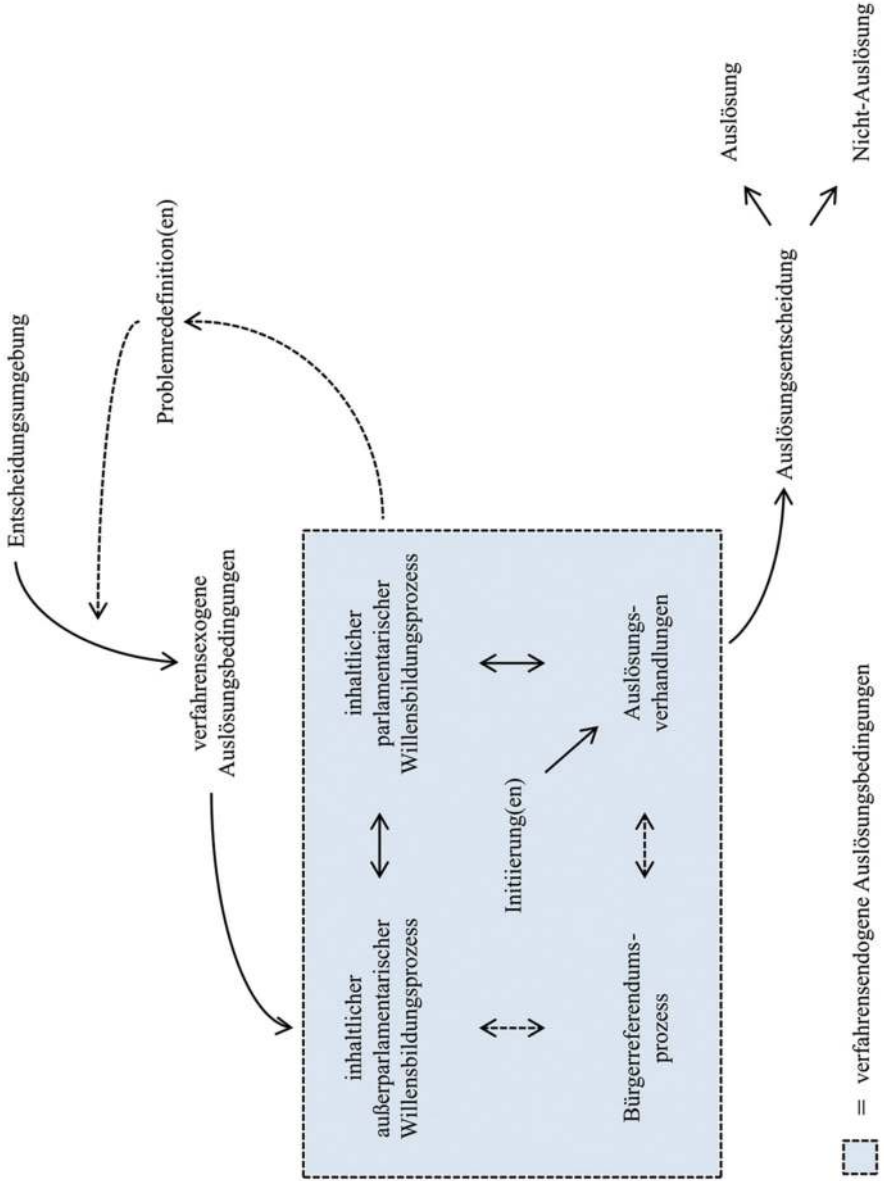 Entscheidungsumgebung
Problemredefinition(en)
verfahrensexogene
Auslösungsbedingungen
inhaltlicher
außerparlamentarischer
Willensbildungsprozess
inhaltlicher
parlamentarischer
Willensbildungsprozess
Initiierung(en)
Bürgerreferendums-
prozess
Auslösungs-
verhandlungen
Auslösungsentscheidung
Auslösung
Nicht-Auslösung
= verfahrensendogene Auslösungsbedingungen